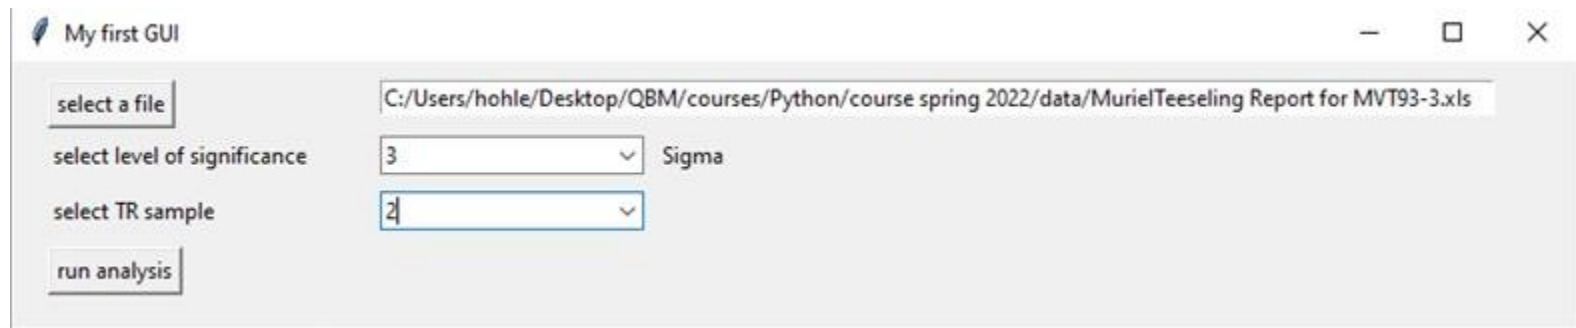 My first GUI
select a file C:/Users/hohle/Desktop/QBM/courses/Python/course spring 2022/data/MurielTeeseling Report for MVT93-3.xls
select level of significance 3 Sigma
select TR sample 2
run analysis